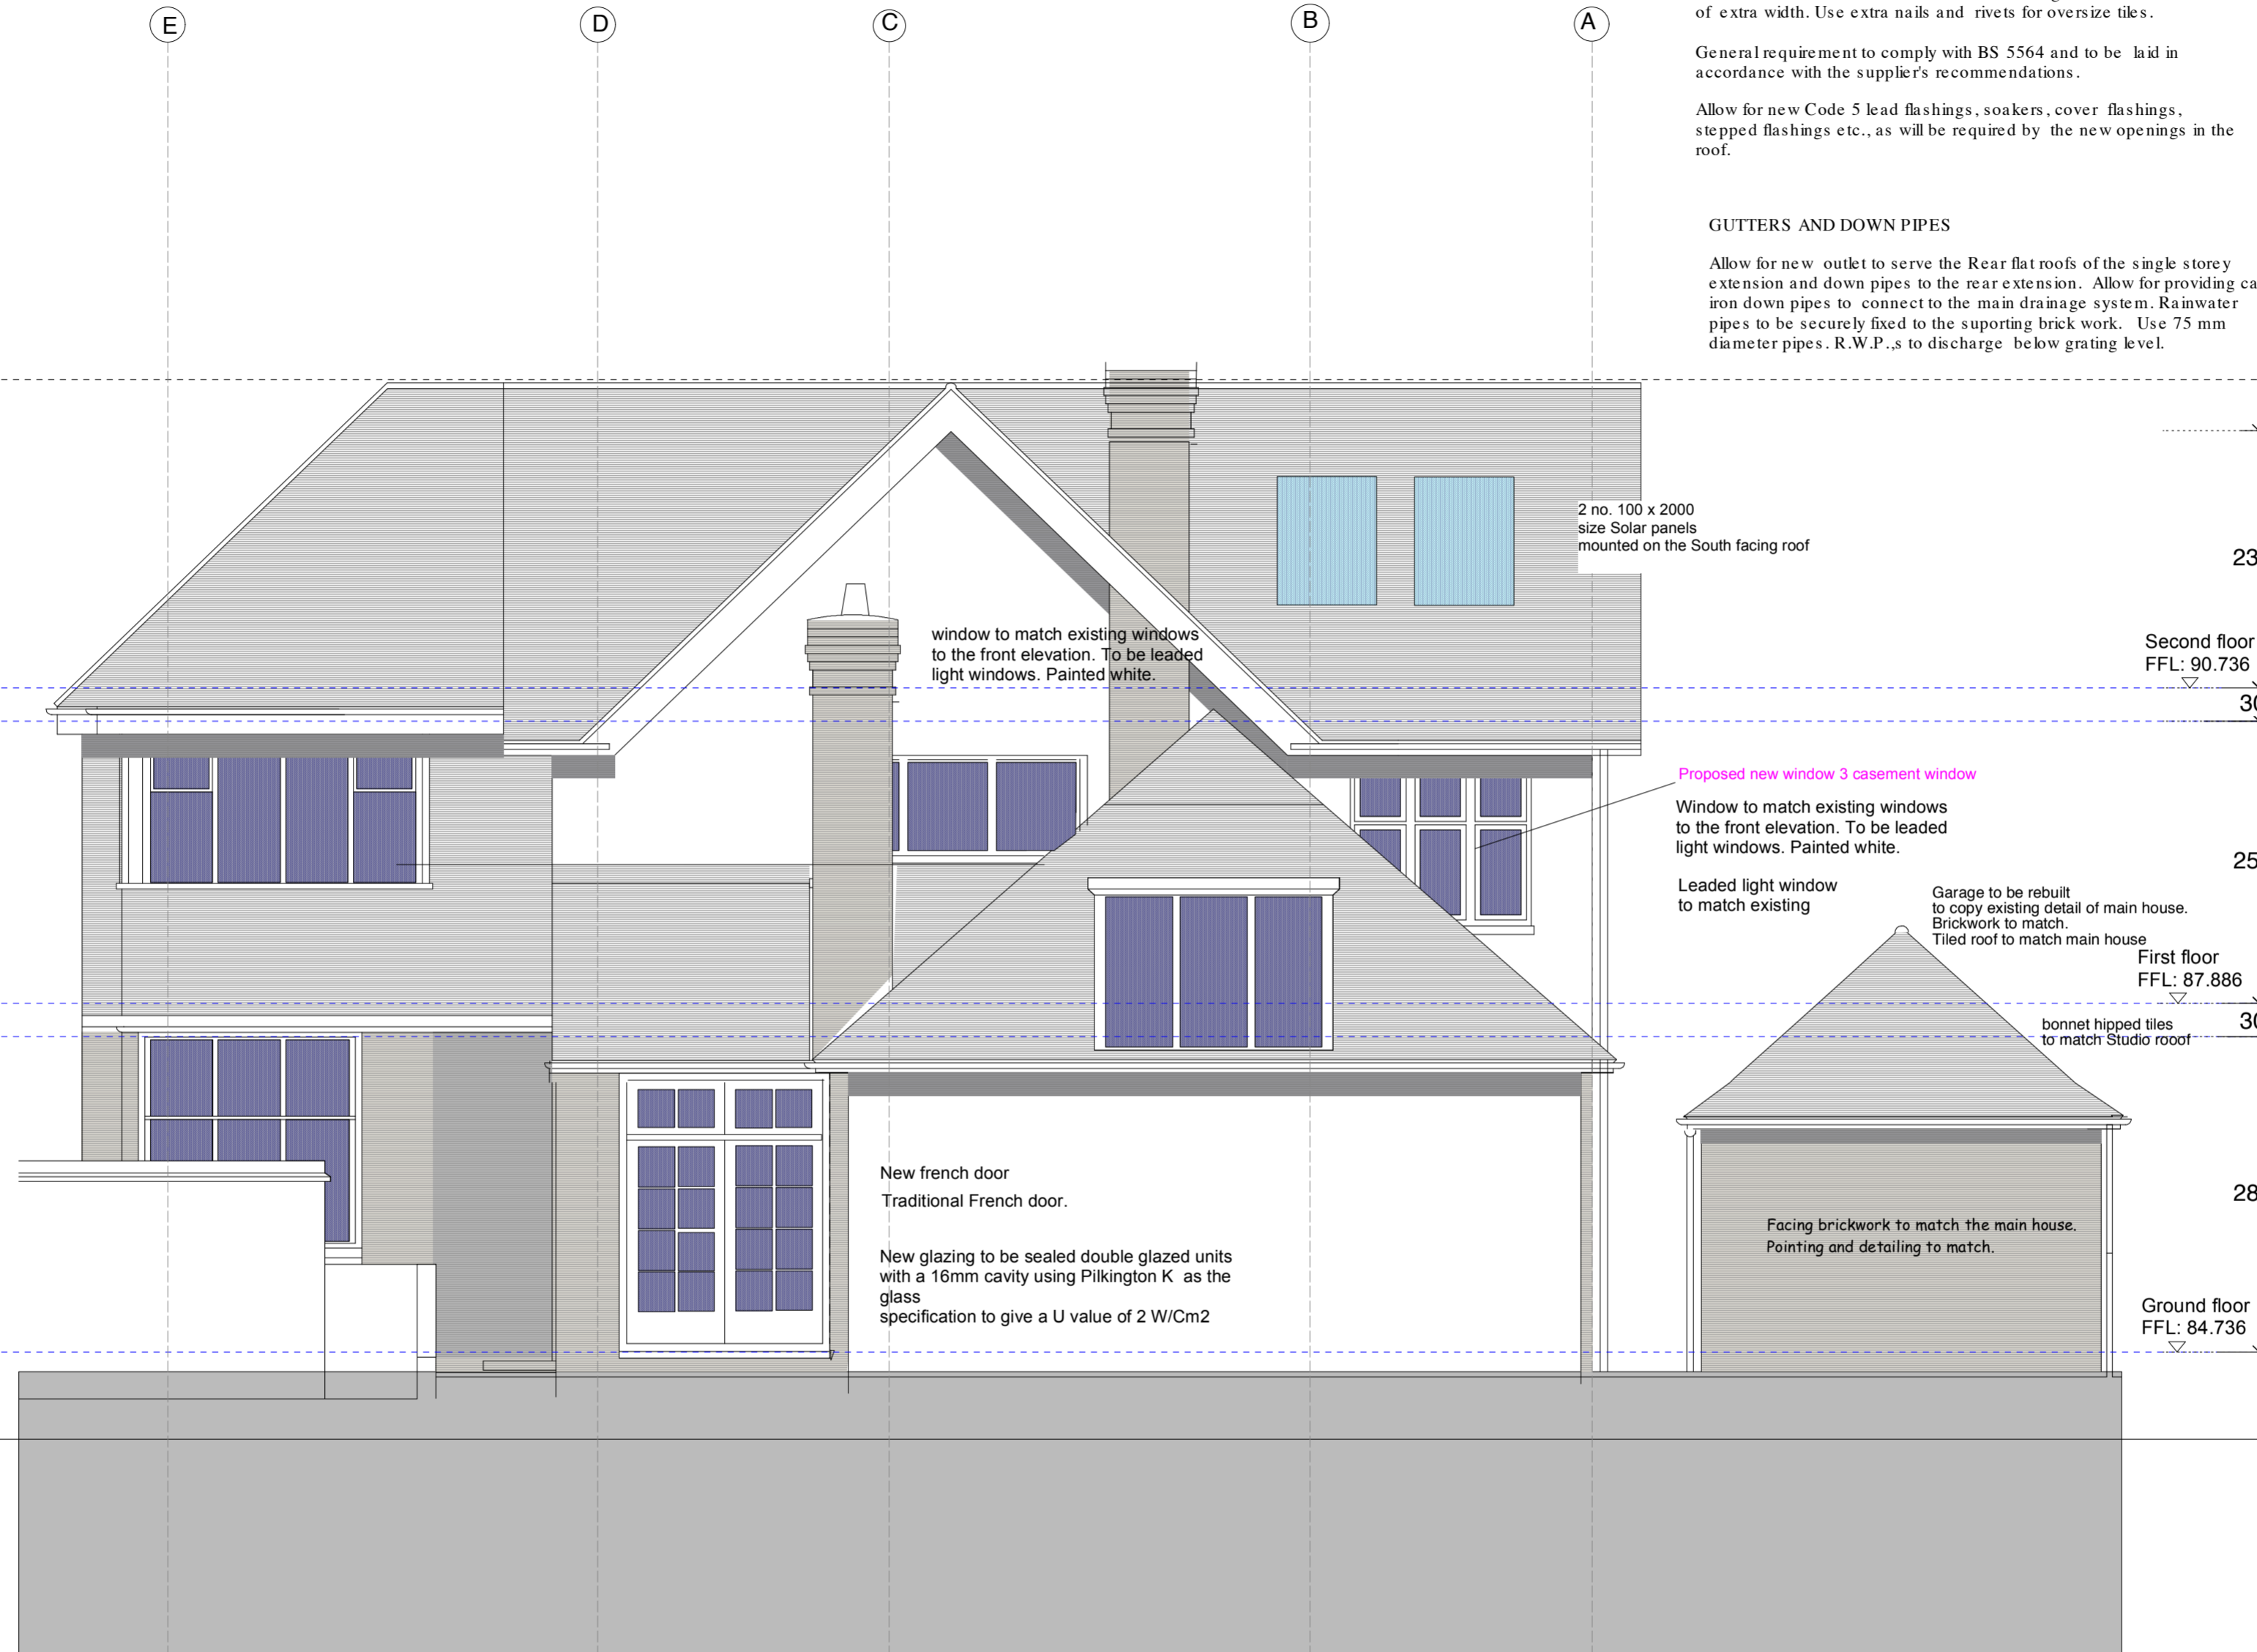 E
D
C
B
A
of extra width. Use extra nails and rivets for oversize tiles.
General requirement to comply with BS 5564 and to be laid in
accordance with the supplier's recommendations.
Allow for new Code 5 lead flashings, soakers, cover flashings,
stepped flashings etc., as will be required by the new openings in the
roof.
GUTTERS AND DOWN PIPES
Allow for new outlet to serve the Rear flat roofs of the single storey
extension and down pipes to the rear extension. Allow for providing ca
iron down pipes to connect to the main drainage system. Rainwater
pipes to be securely fixed to the suporting brick work. Use 75 mm
diameter pipes. R.W.P.,s to discharge below grating level.
2 no. 100 x 2000
size Solar panels
mounted on the South facing roof
23
window to match existing windows
to the front elevation. To be leaded
light windows. Painted white.
Second floor
FFL: 90.736
30
Proposed new window 3 casement window
Window to match existing windows
to the front elevation. To be leaded
light windows. Painted white.
25
Leaded light window
to match existing
Garage to be rebuilt
to copy existing detail of main house.
Brickwork to match.
Tiled roof to match main house
First floor
FFL: 87.886
30
bonnet hipped tiles
to match Studio rooof
New french door
Traditional French door.
28
Facing brickwork to match the main house.
Pointing and detailing to match.
New glazing to be sealed double glazed units
with a 16mm cavity using Pilkington K as the
glass
specification to give a U value of 2 W/Cm2
Ground floor
FFL: 84.736